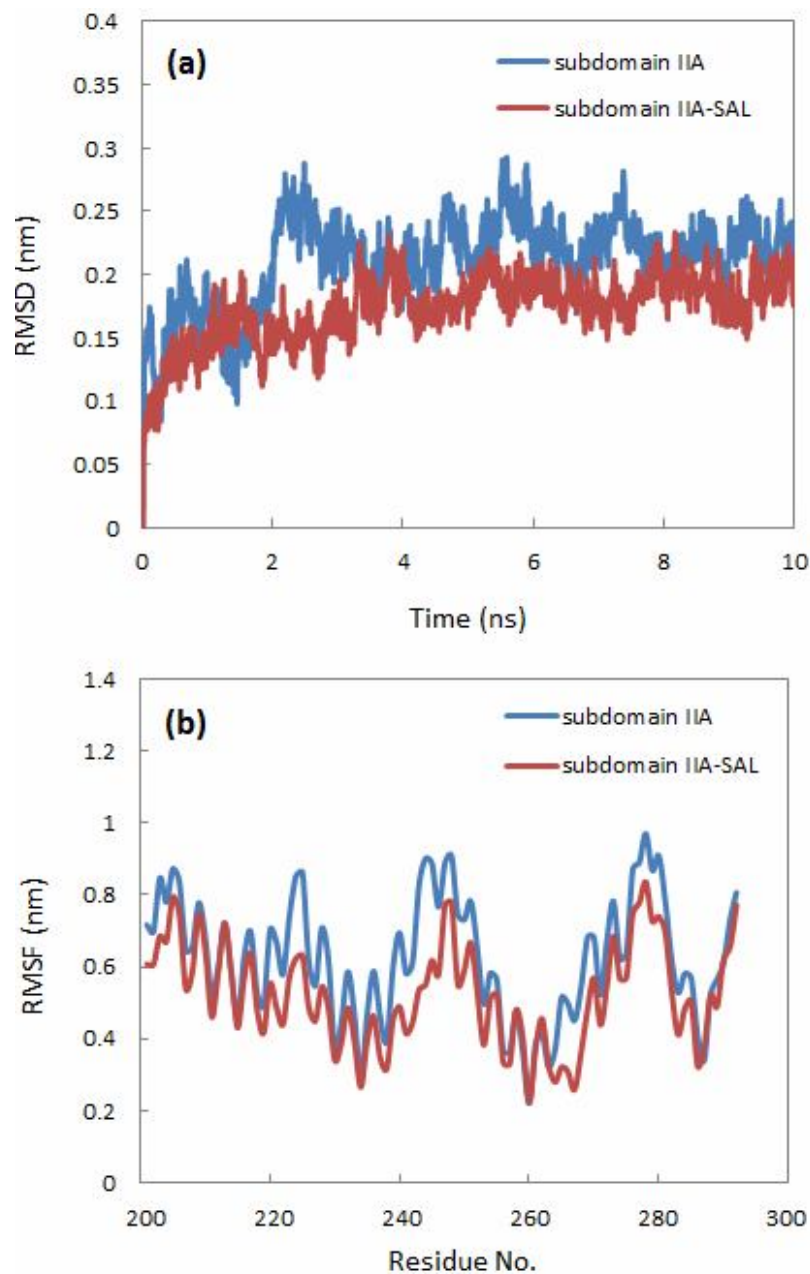 0.4
(a)
subdomain IIA
0.35
subdomain IIA-SAL
0.3
0.25
0.2
0.15
0.1
0.05
0
RMSD (nm)
0 2 4 6 8 10
Time (ns)
1.4
(b)
subdomain IIA
1.2
subdomain IIA-SAL
1
0.8
0.6
0.4
0.2
0
RMSF (nm)
200 220 240 260 280 300
Residue No.